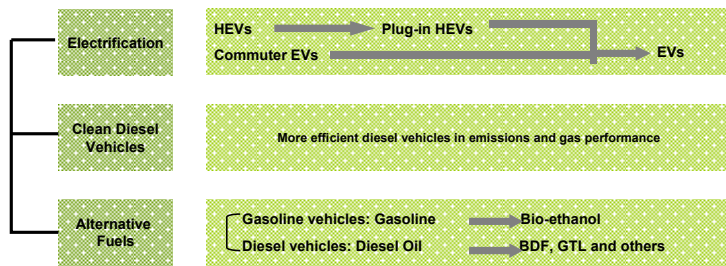 Electrification
HEVs Plug-in HEVs
Commuter EVs EVs
Clean Diesel
Vehicles
More efficient diesel vehicles in emissions and gas performance
Alternative
Fuels
Gasoline vehicles: Gasoline Bio-ethanol
Diesel vehicles: Diesel Oil BDF, GTL and others